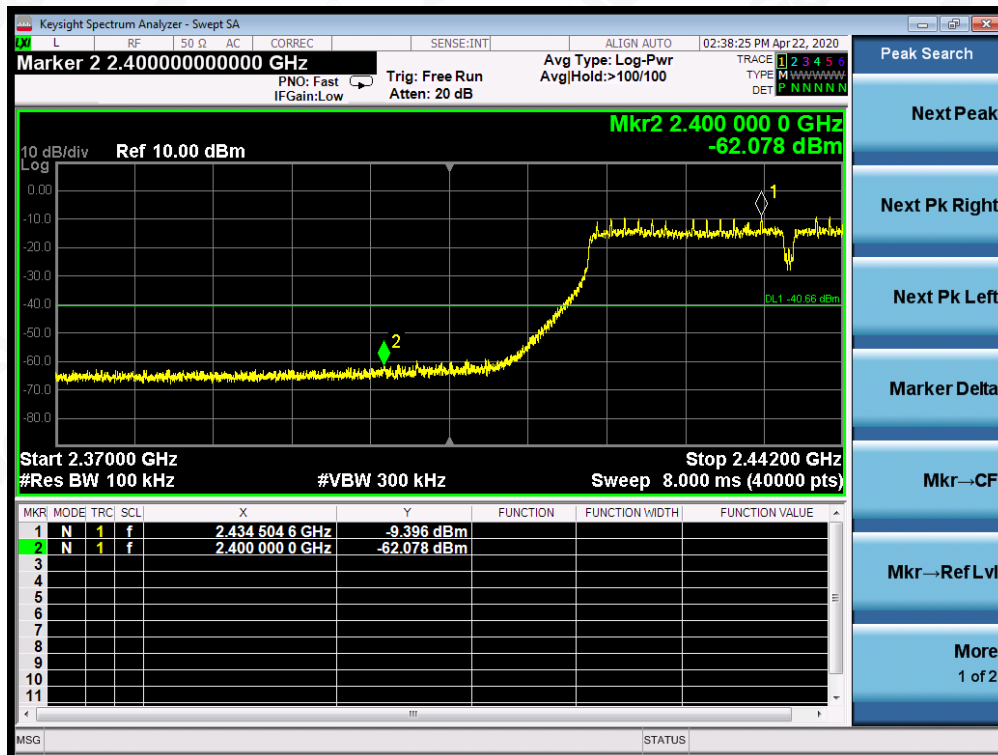 Keysight Spectrum Analyzer - Swept SA
LXI L RF 50 Ω AC CORREC SENSE:INT ALIGN AUTO 02:38:25 PM Apr 22, 2020
Marker 2 2.400000000000 GHz
PNO: Fast
IFGain:Low
Trig: Free Run
Atten: 20 dB
Avg Type: Log-Pwr
Avg|Hold:>100/100
TRACE 1 2 3 4 5 6
TYPE M WWWWW
DET P N N N N N
Mkr2 2.400 000 0 GHz
-62.078 dBm
10 dB/div Ref 10.00 dBm
Log
0.00
-10.0
-20.0
-30.0
-40.0
-50.0
-60.0
-70.0
-80.0
1
2
DL1 -40.66 dBm
Start 2.37000 GHz Stop 2.44200 GHz
#Res BW 100 kHz #VBW 300 kHz Sweep 8.000 ms (40000 pts)
MKR MODE TRC SCL X Y FUNCTION FUNCTION WIDTH FUNCTION VALUE
1 N 1 f 2.434 504 6 GHz -9.396 dBm
2 N 1 f 2.400 000 0 GHz -62.078 dBm
3
4
5
6
7
8
9
10
11
MSG STATUS
Peak Search
Next Peak
Next Pk Right
Next Pk Left
Marker Delta
Mkr→CF
Mkr→Ref Lvl
More
1 of 2